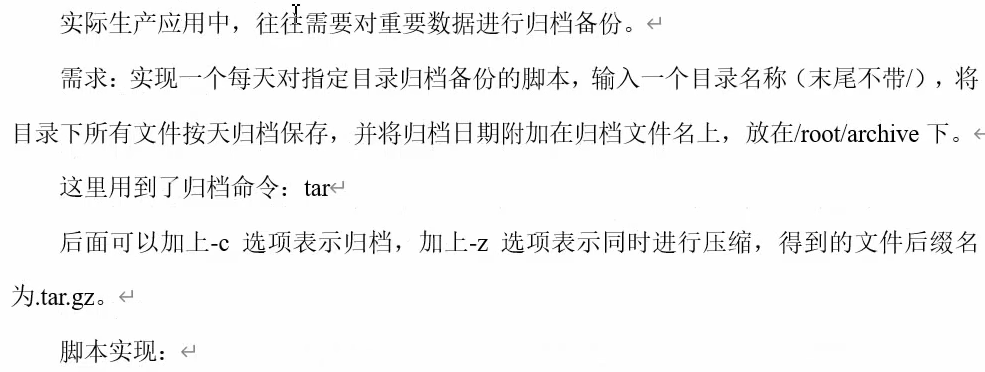 实际生产应用中，往往需要对重要数据进行归档备份。
需求：实现一个每天对指定目录归档备份的脚本，输入一个目录名称（末尾不带/），将
目录下所有文件按天归档保存，并将归档日期附加在归档文件名上，放在/root/archive 下。
这里用到了归档命令：tar
后面可以加上-c 选项表示归档，加上-z 选项表示同时进行压缩，得到的文件后缀名
为.tar.gz。
脚本实现：